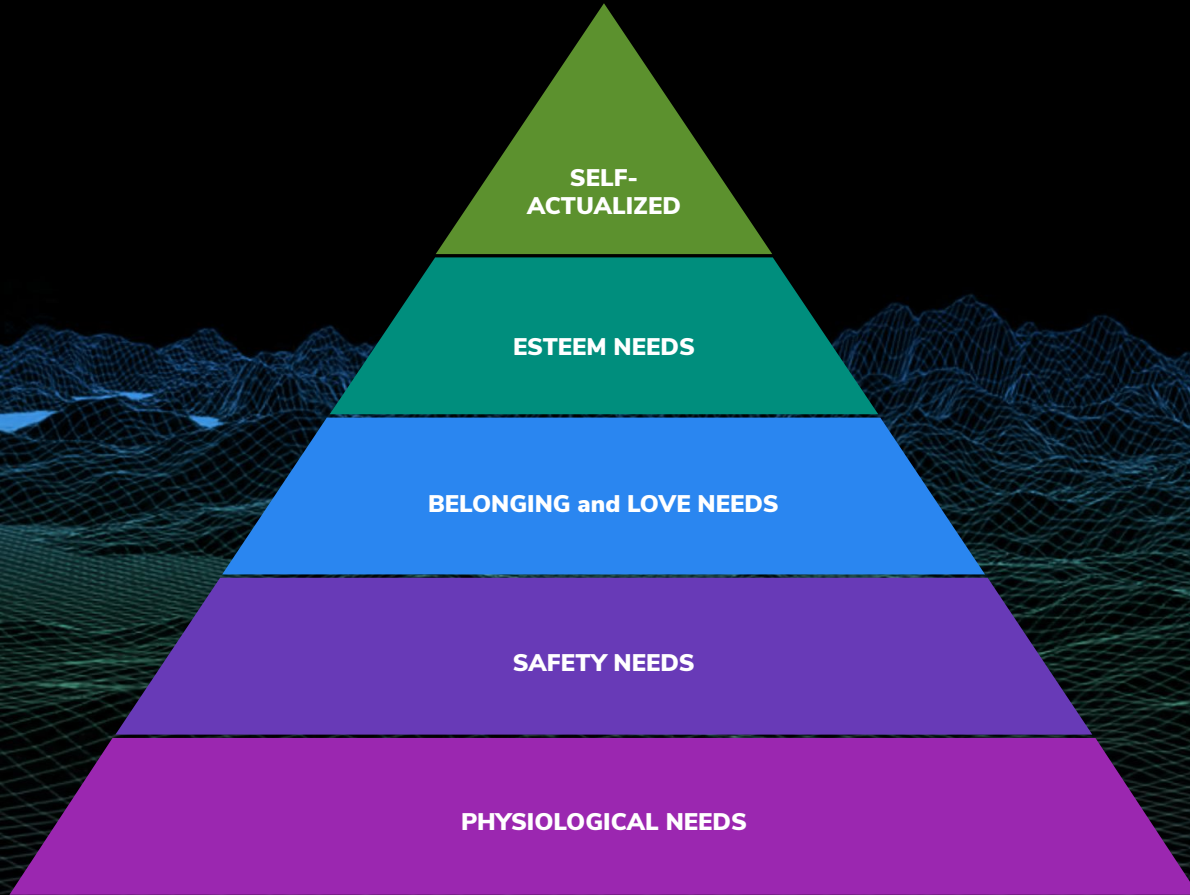 SELF-
ACTUALIZED
ESTEEM NEEDS
BELONGING and LOVE NEEDS
SAFETY NEEDS
PHYSIOLOGICAL NEEDS